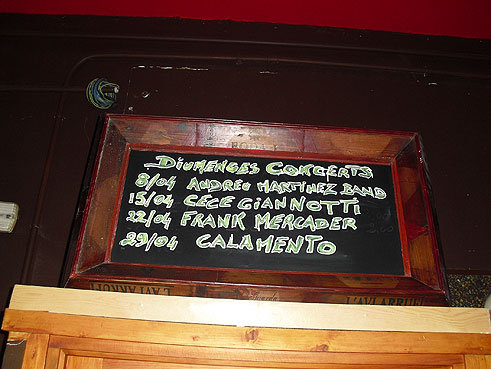 Diumenges Concerts
8/04 Andreu Martinez Band
15/04 Cece Giannotti
22/04 Frank Mercader
29/04 Calamento